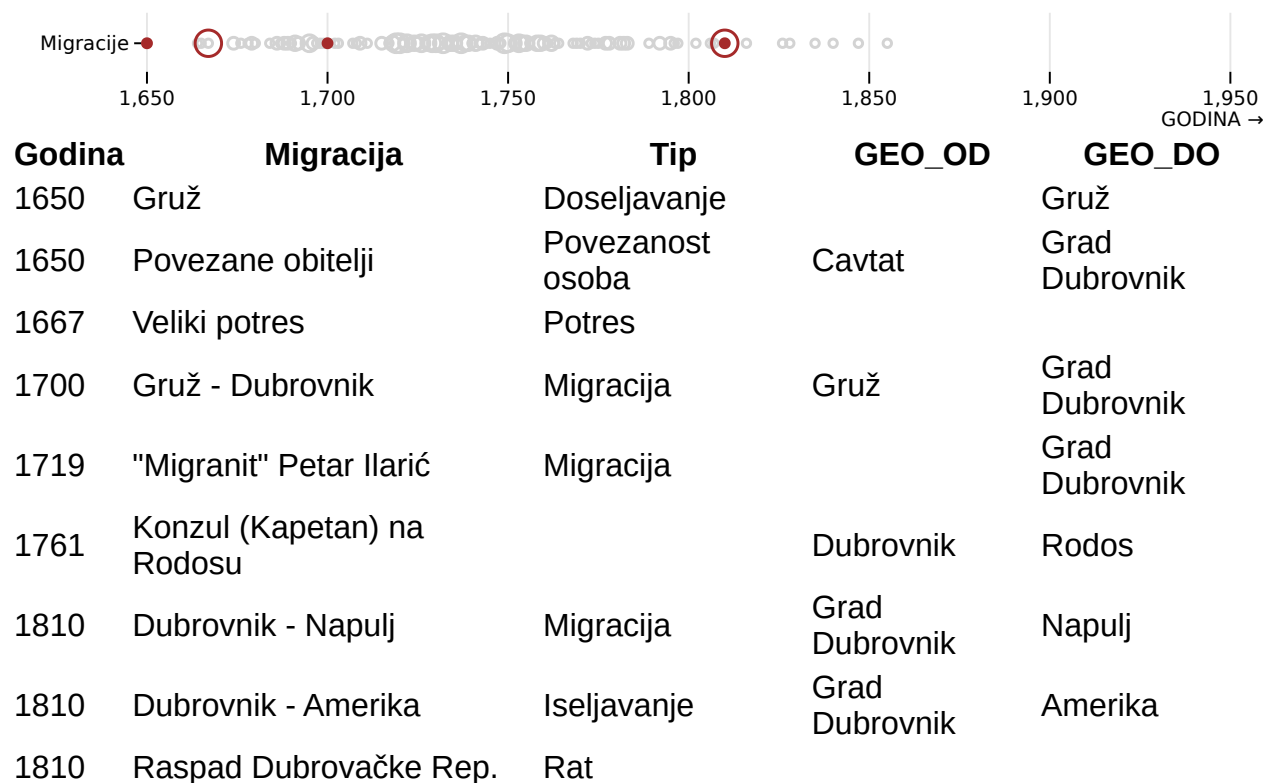 Migracije
1,650 1,700 1,750 1,800 1,850 1,900 1,950
GODINA →
Godina Migracija Tip GEO_OD GEO_DO
1650 Gruž Doseljavanje Gruž
1650 Povezane obitelji Povezanost osoba Cavtat Grad Dubrovnik
1667 Veliki potres Potres
1700 Gruž - Dubrovnik Migracija Gruž Grad Dubrovnik
1719 "Migranit" Petar Ilarić Migracija Grad Dubrovnik
1761 Konzul (Kapetan) na Rodosu Dubrovnik Rodos
1810 Dubrovnik - Napulj Migracija Grad Dubrovnik Napulj
1810 Dubrovnik - Amerika Iseljavanje Grad Dubrovnik Amerika
1810 Raspad Dubrovačke Rep. Rat